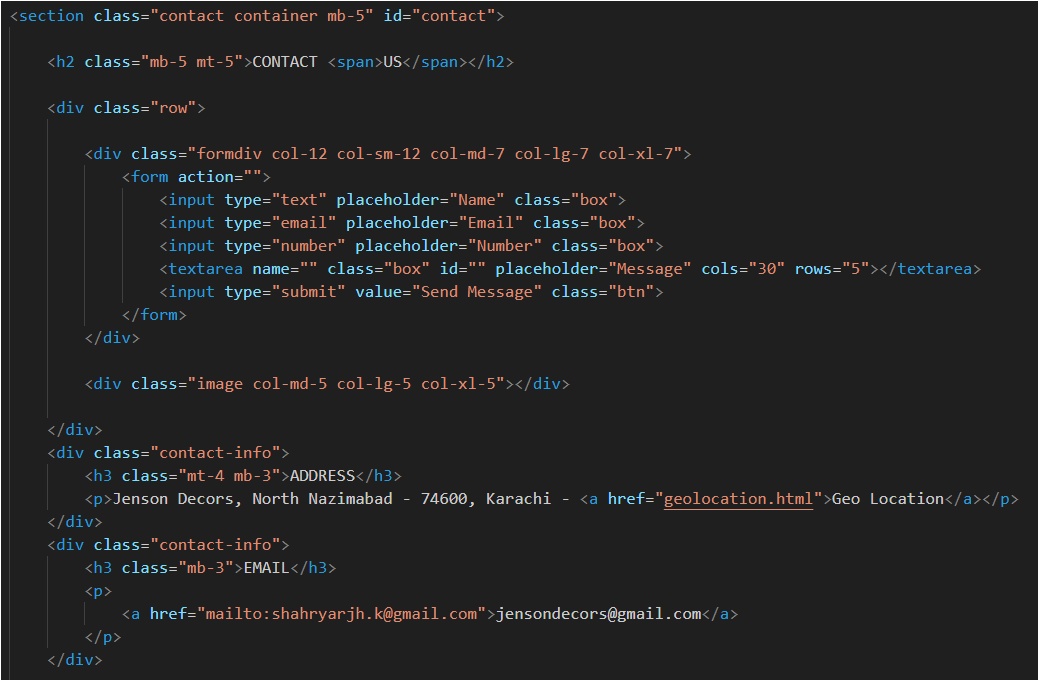 <section class="contact container mb-5" id="contact">
<h2 class="mb-5 mt-5">CONTACT <span>US</span></h2>
<div class="row">
<div class="formdiv col-12 col-sm-12 col-md-7 col-lg-7 col-xl-7">
<form action="">
<input type="text" placeholder="Name" class="box">
<input type="email" placeholder="Email" class="box">
<input type="number" placeholder="Number" class="box">
<textarea name="" class="box" id="" placeholder="Message" cols="30" rows="5"></textarea>
<input type="submit" value="Send Message" class="btn">
</form>
</div>
<div class="image col-md-5 col-lg-5 col-xl-5"></div>
</div>
<div class="contact-info">
<h3 class="mt-4 mb-3">ADDRESS</h3>
<p>Jenson Decors, North Nazimabad - 74600, Karachi - <a href="geolocation.html">Geo Location</a></p>
</div>
<div class="contact-info">
<h3 class="mb-3">EMAIL</h3>
<p>
<a href="mailto:shahryarjh.k@gmail.com">jensondecors@gmail.com</a>
</p>
</div>